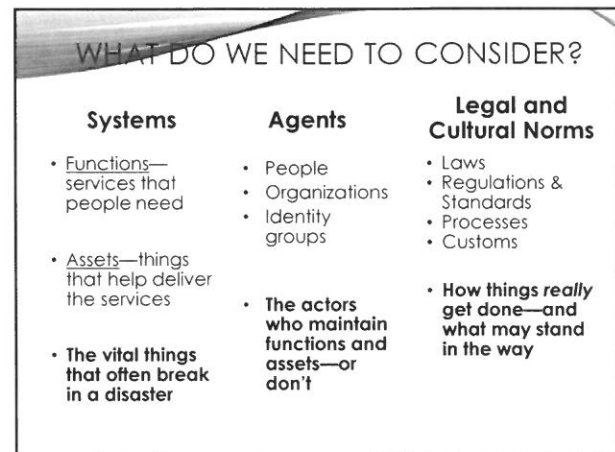 WHAT DO WE NEED TO CONSIDER?
Systems
• Functions—
services that
people need
• Assets—things
that help deliver
the services
• The vital things
that often break
in a disaster
Agents
• People
• Organizations
• Identity
groups
• The actors
who maintain
functions and
assets—or
don't
Legal and
Cultural Norms
• Laws
• Regulations &
Standards
• Processes
• Customs
• How things really
get done—and
what may stand
in the way